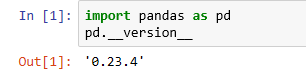 In [1]: import pandas as pd
pd.__version__
Out[1]: '0.23.4'